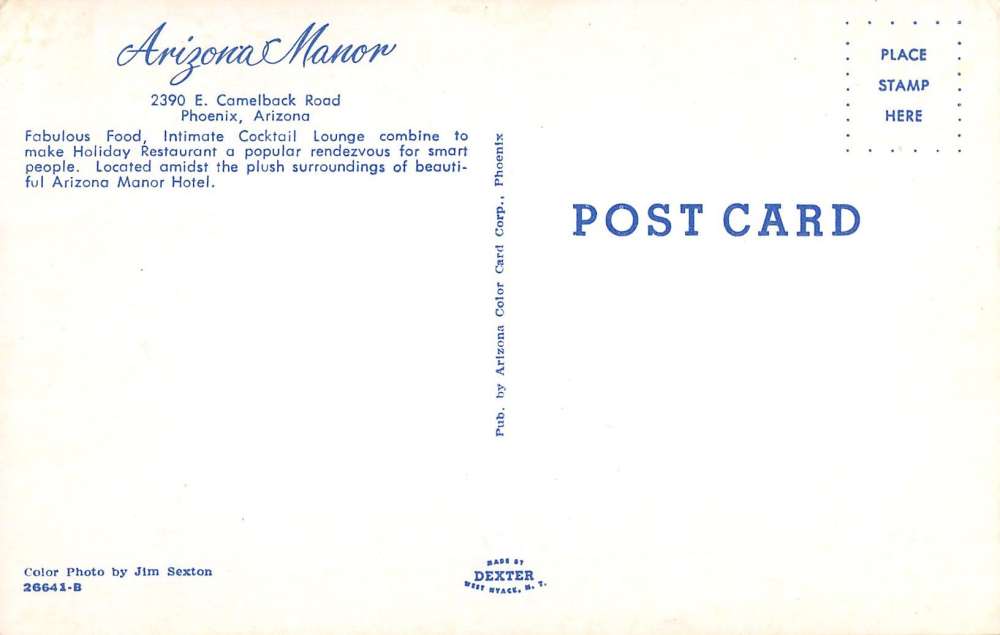 Arizona Manor
2390 E. Camelback Road
Phoenix, Arizona
Fabulous Food, Intimate Cocktail Lounge combine to
make Holiday Restaurant a popular rendezvous for smart
people. Located amidst the plush surroundings of beauti-
ful Arizona Manor Hotel.
Color Photo by Jim Sexton
26641-B
Pub. by Arizona Color Card Corp., Phoenix
MADE BY
DEXTER
WEST NYACK, N. Y.
PLACE
STAMP
HERE
POST CARD